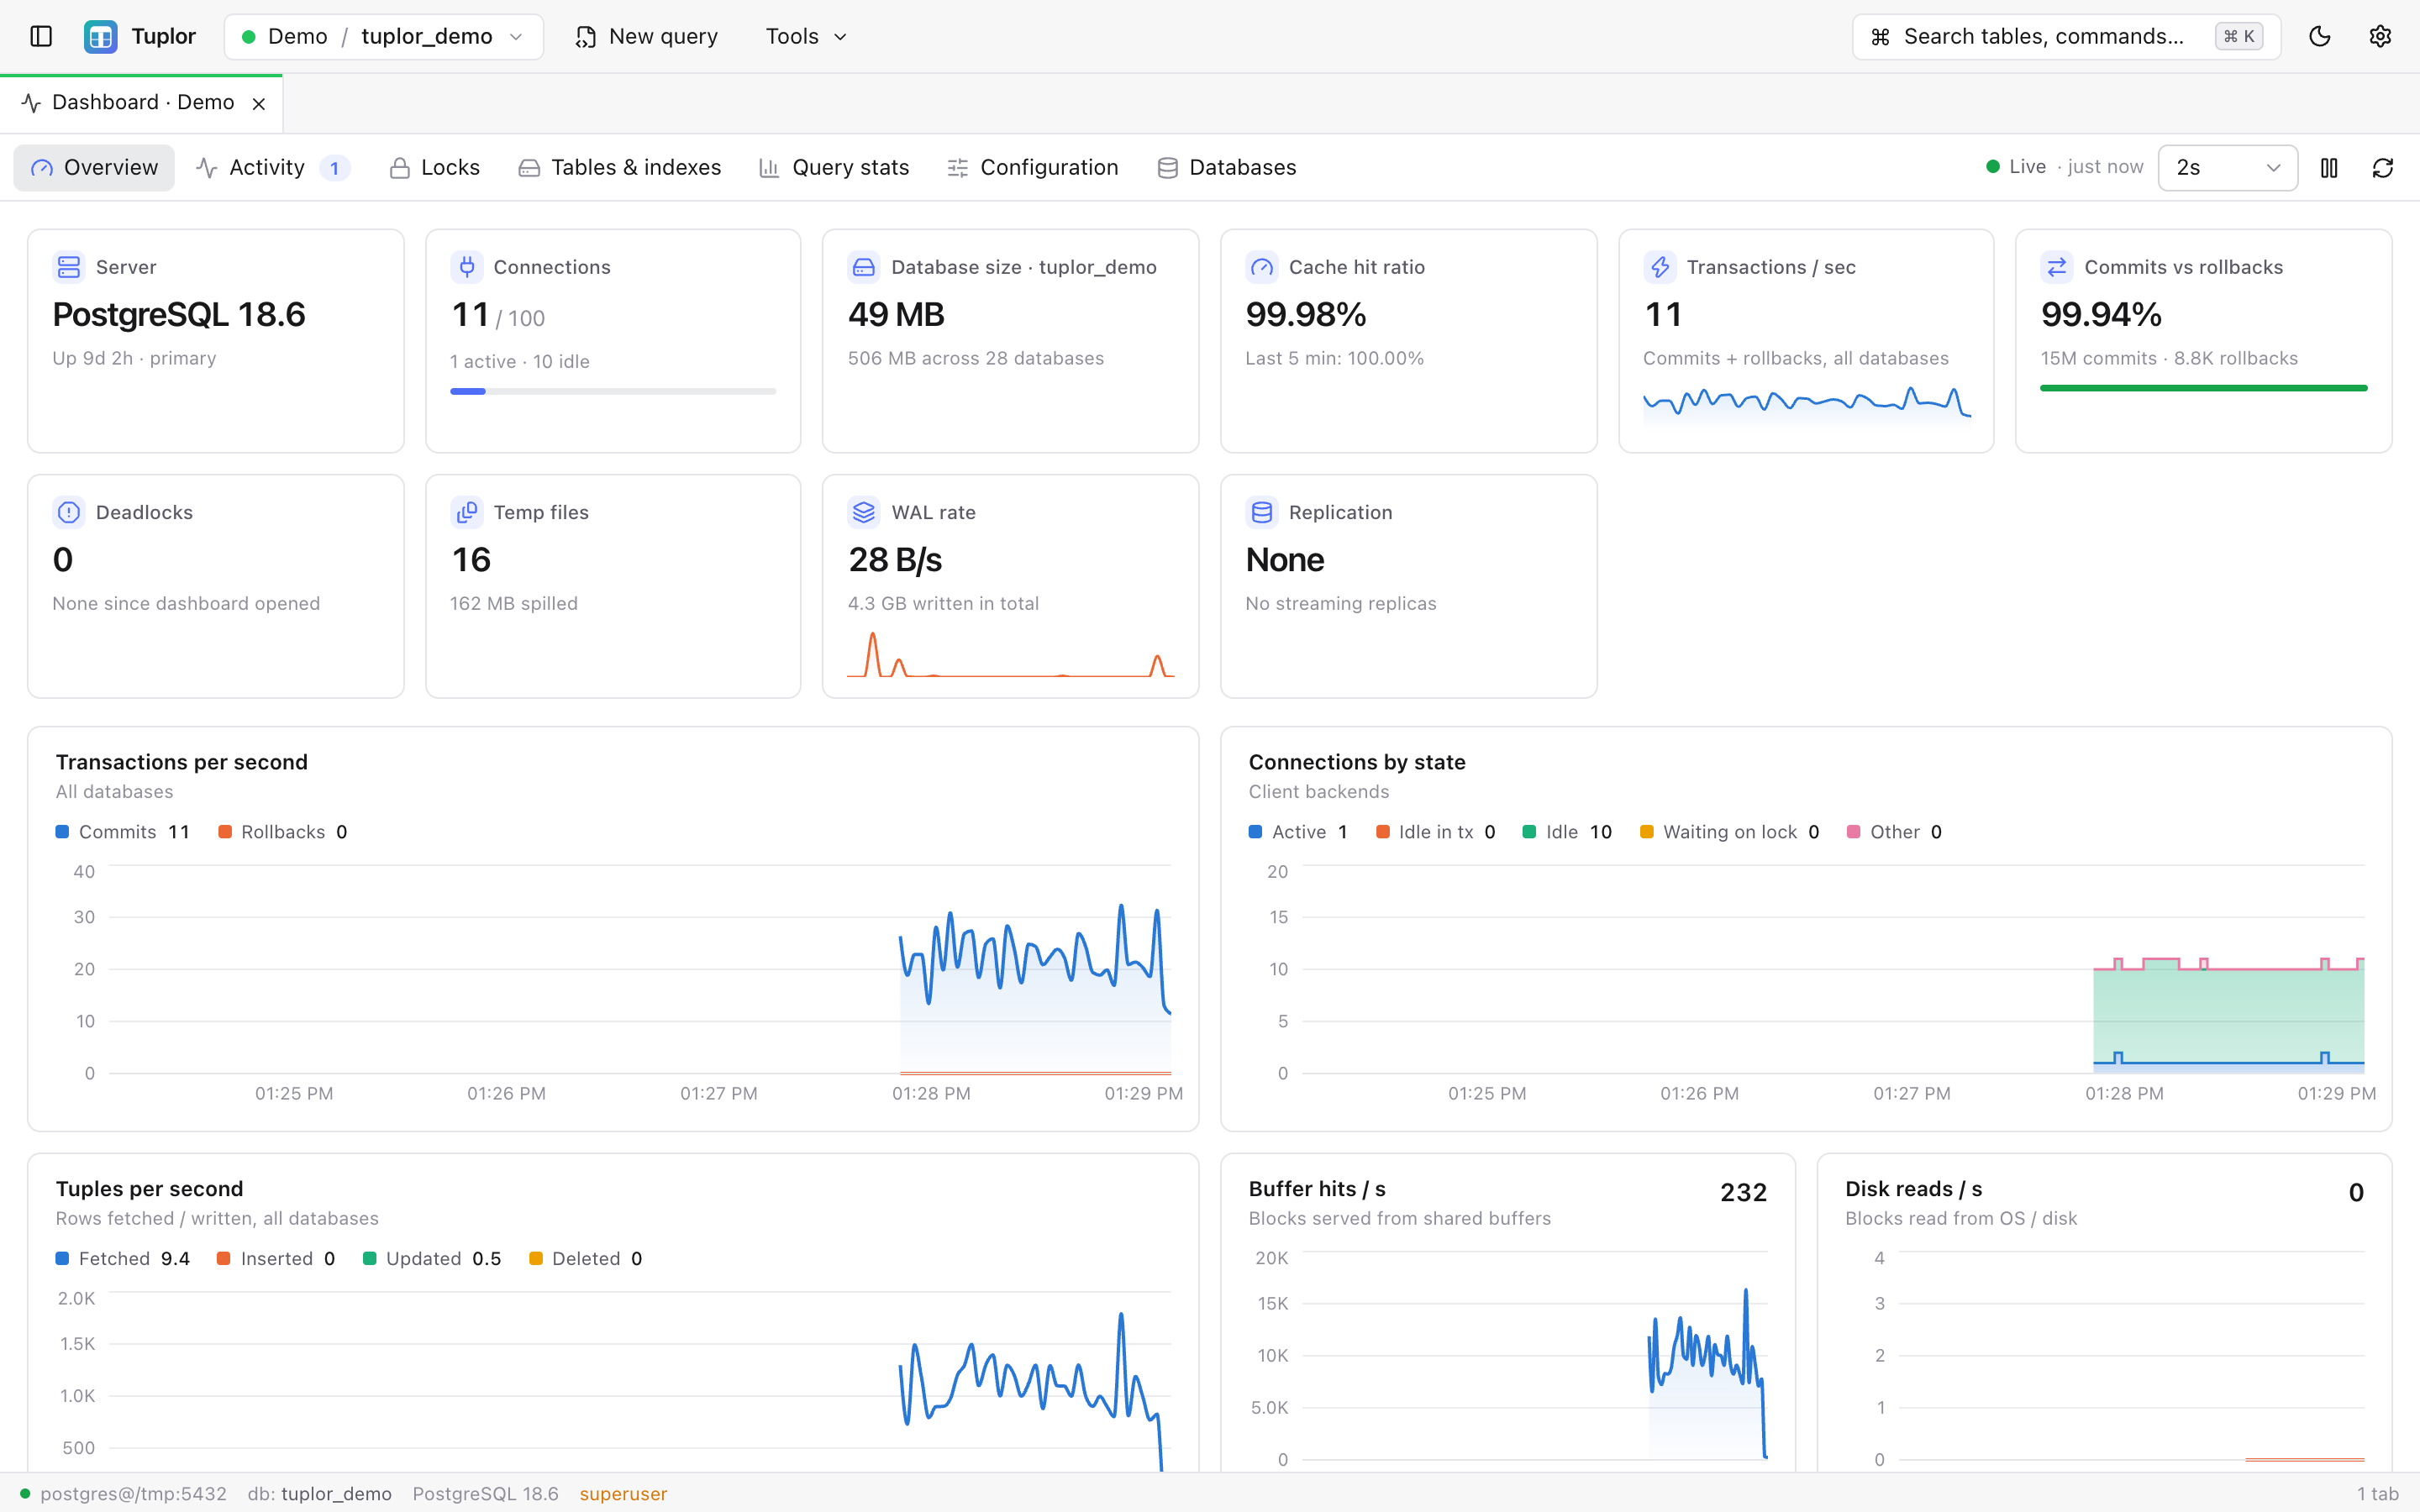 Tuplor
Demo / tuplor_demo
New query
Tools
Search tables, commands...
⌘ K
Dashboard · Demo
Overview
Activity 1
Locks
Tables & indexes
Query stats
Configuration
Databases
Live · just now
2s
Server
PostgreSQL 18.6
Up 9d 2h · primary
Connections
11 / 100
1 active · 10 idle
Database size · tuplor_demo
49 MB
506 MB across 28 databases
Cache hit ratio
99.98%
Last 5 min: 100.00%
Transactions / sec
11
Commits + rollbacks, all databases
Commits vs rollbacks
99.94%
15M commits · 8.8K rollbacks
Deadlocks
0
None since dashboard opened
Temp files
16
162 MB spilled
WAL rate
28 B/s
4.3 GB written in total
Replication
None
No streaming replicas
Transactions per second
All databases
Commits 11 Rollbacks 0
40
30
20
10
0
01:25 PM 01:26 PM 01:27 PM 01:28 PM 01:29 PM
Connections by state
Client backends
Active 1 Idle in tx 0 Idle 10 Waiting on lock 0 Other 0
20
15
10
5
0
01:25 PM 01:26 PM 01:27 PM 01:28 PM 01:29 PM
Tuples per second
Rows fetched / written, all databases
Fetched 9.4 Inserted 0 Updated 0.5 Deleted 0
2.0K
1.5K
1.0K
500
Buffer hits / s
232
Blocks served from shared buffers
20K
15K
10K
5.0K
0
Disk reads / s
0
Blocks read from OS / disk
4
3
2
1
0
postgres@/tmp:5432 db: tuplor_demo PostgreSQL 18.6 superuser
1 tab